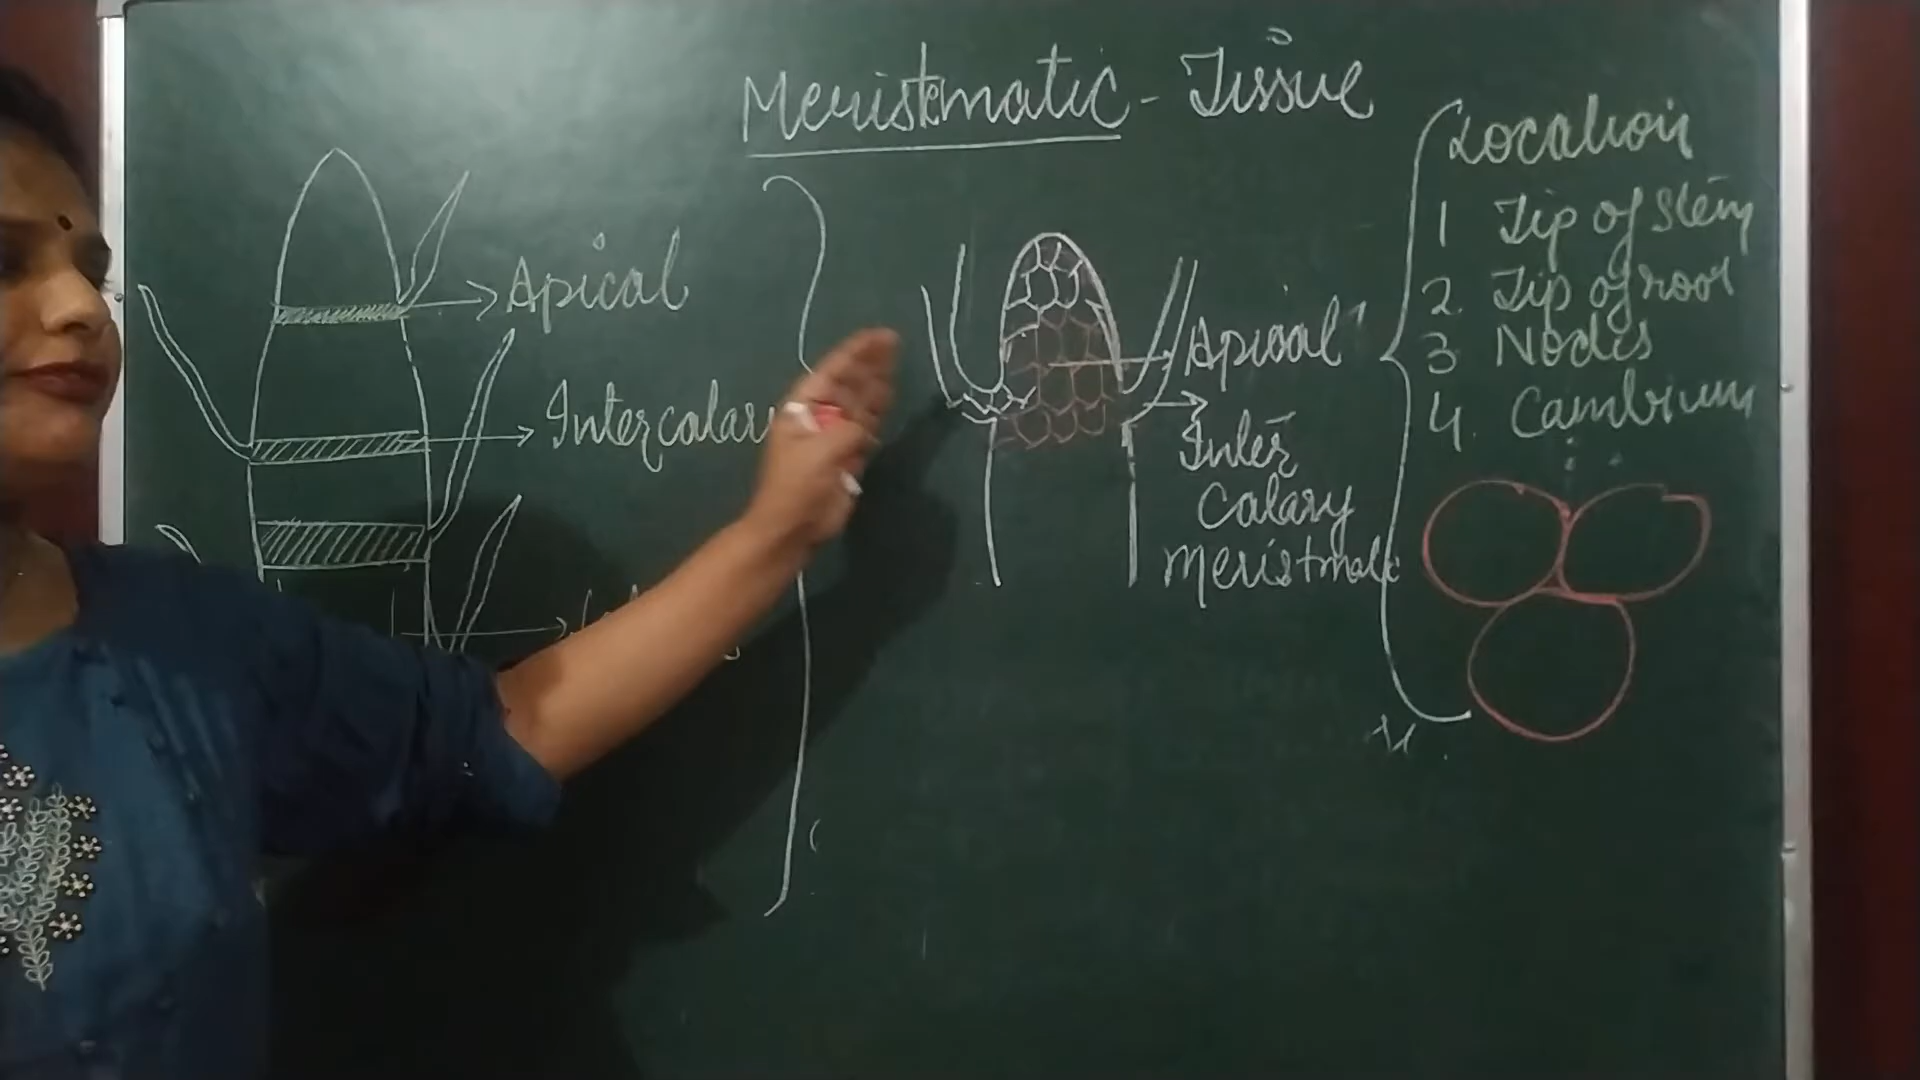 Meristematic - Tissue
Apical
Intercalary
Apical
Inter
Calary
Meristmatic
Location
1 Tip of Stem
2. Tip of root
3 Nodes
4. Cambium